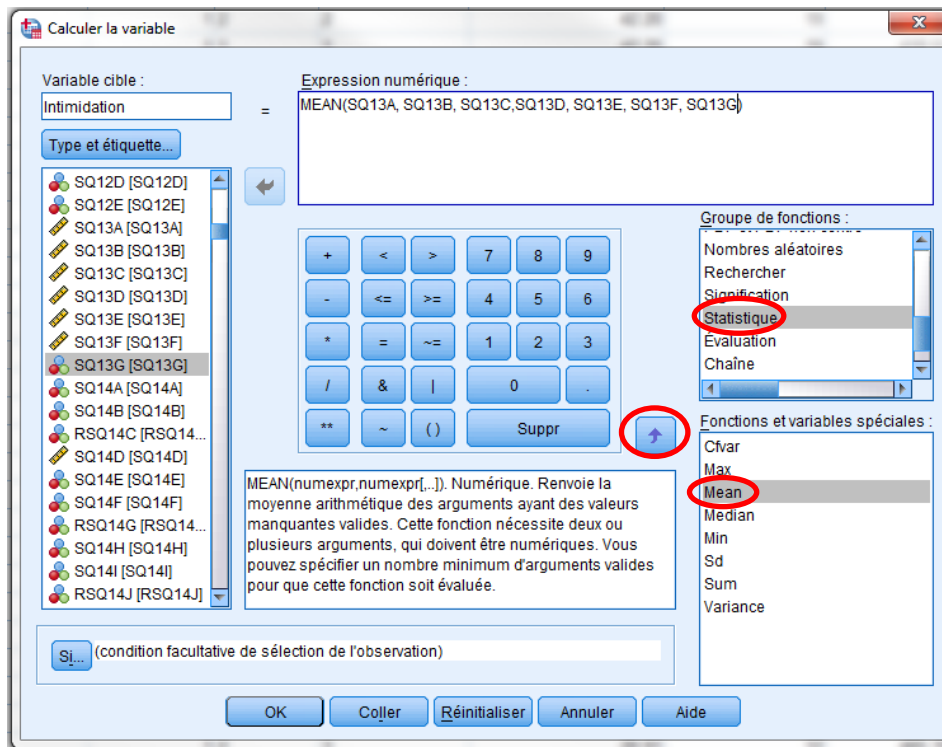 Calculer la variable
Variable cible :
Intimidation
=
Expression numérique :
MEAN(SQ13A, SQ13B, SQ13C,SQ13D, SQ13E, SQ13F, SQ13G)
Type et étiquette...
SQ12D [SQ12D]
SQ12E [SQ12E]
SQ13A [SQ13A]
SQ13B [SQ13B]
SQ13C [SQ13C]
SQ13D [SQ13D]
SQ13E [SQ13E]
SQ13F [SQ13F]
SQ13G [SQ13G]
SQ14A [SQ14A]
SQ14B [SQ14B]
RSQ14C [RSQ14...
SQ14D [SQ14D]
SQ14E [SQ14E]
SQ14F [SQ14F]
RSQ14G [RSQ14...
SQ14H [SQ14H]
SQ14I [SQ14I]
RSQ14J [RSQ14J]
+ < > 7 8 9
- <= >= 4 5 6
* = ~= 1 2 3
/ & | 0 .
** ~ ( ) Suppr
Groupe de fonctions :
Nombres aléatoires
Rechercher
Signification
Statistique
Évaluation
Chaîne
Fonctions et variables spéciales :
Cfvar
Max
Mean
Median
Min
Sd
Sum
Variance
MEAN(numexpr,numexpr[,..]). Numérique. Renvoie la
moyenne arithmétique des arguments ayant des valeurs
manquantes valides. Cette fonction nécessite deux ou
plusieurs arguments, qui doivent être numériques. Vous
pouvez spécifier un nombre minimum d'arguments valides
pour que cette fonction soit évaluée.
Si... (condition facultative de sélection de l'observation)
OK Coller Réinitialiser Annuler Aide